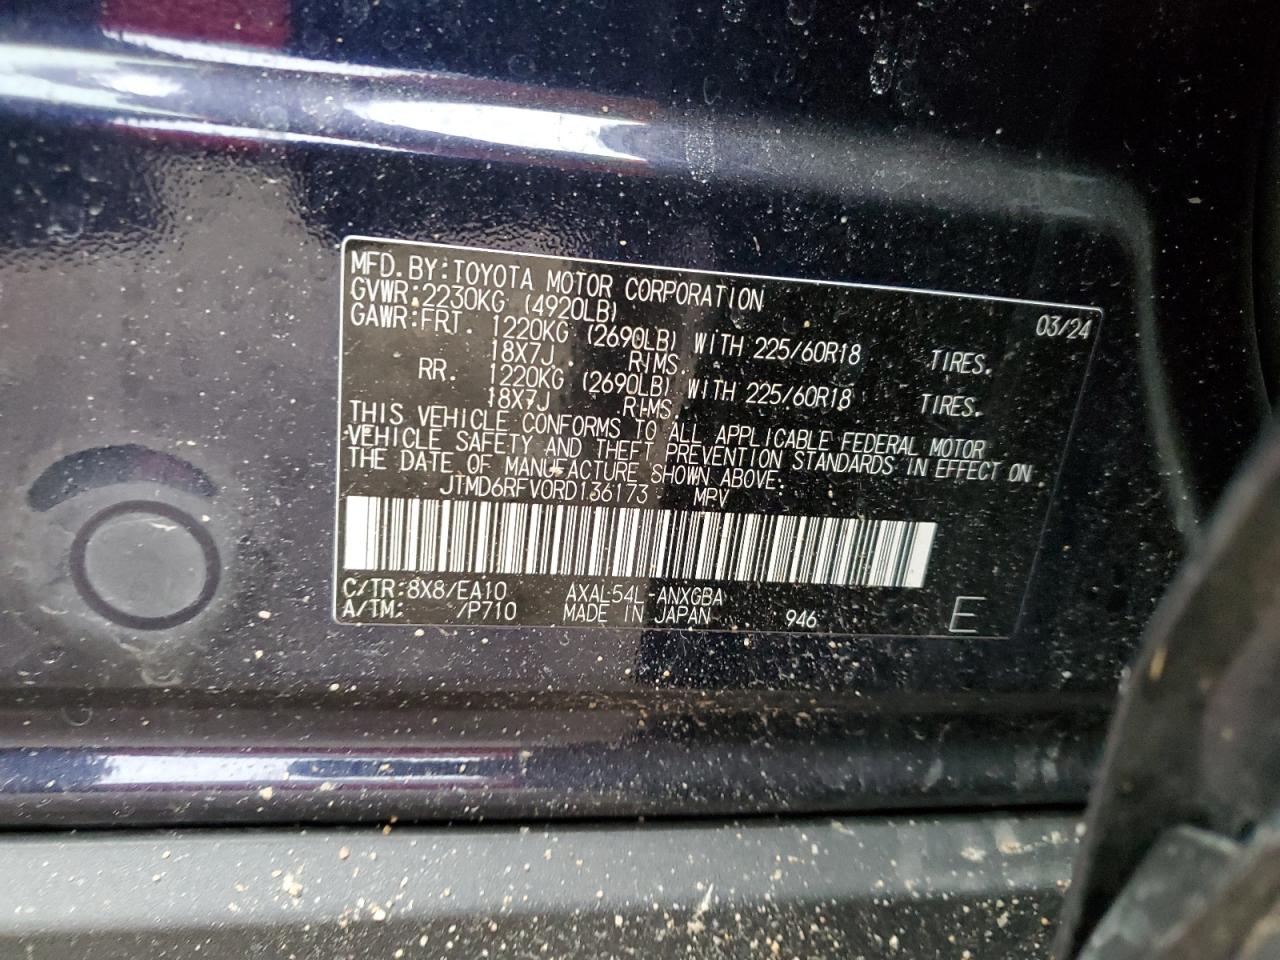 MFD. BY: TOYOTA MOTOR CORPORATION 03/24
GVWR: 2230KG (4920LB)
GAWR: FRT. 1220KG (2690LB) WITH 225/60R18 TIRES.
18X7J RIMS.
RR. 1220KG (2690LB) WITH 225/60R18 TIRES.
18X7J RIMS.
THIS VEHICLE CONFORMS TO ALL APPLICABLE FEDERAL MOTOR
VEHICLE SAFETY AND THEFT PREVENTION STANDARDS IN EFFECT ON
THE DATE OF MANUFACTURE SHOWN ABOVE.
JTMD6RFV0RD136173 MPV
C/TR: 8X8/EA10 AXAL54L-ANXGBA
A/TM: /P710 MADE IN JAPAN 946 E